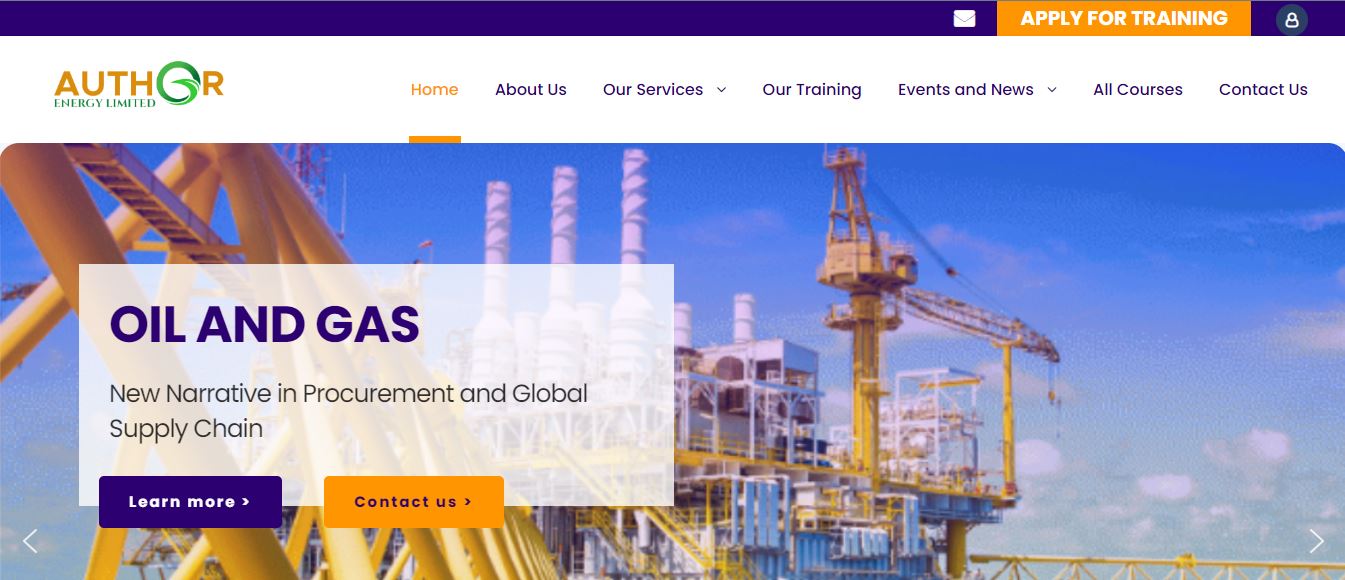 APPLY FOR TRAINING
AUTHOR
ENERGY LIMITED
Home About Us Our Services Our Training Events and News All Courses Contact Us
OIL AND GAS
New Narrative in Procurement and Global
Supply Chain
Learn more > Contact us >